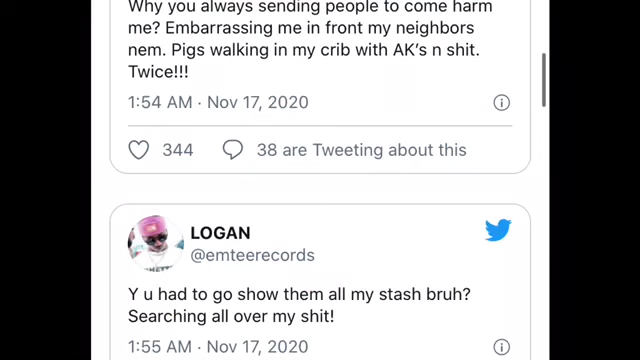 Why you always sending people to come harm
me? Embarrassing me in front my neighbors
nem. Pigs walking in my crib with AK’s n shit.
Twice!!!
1:54 AM · Nov 17, 2020
344 38 are Tweeting about this
LOGAN
@emteerecords
Y u had to go show them all my stash bruh?
Searching all over my shit!
1:55 AM · Nov 17, 2020